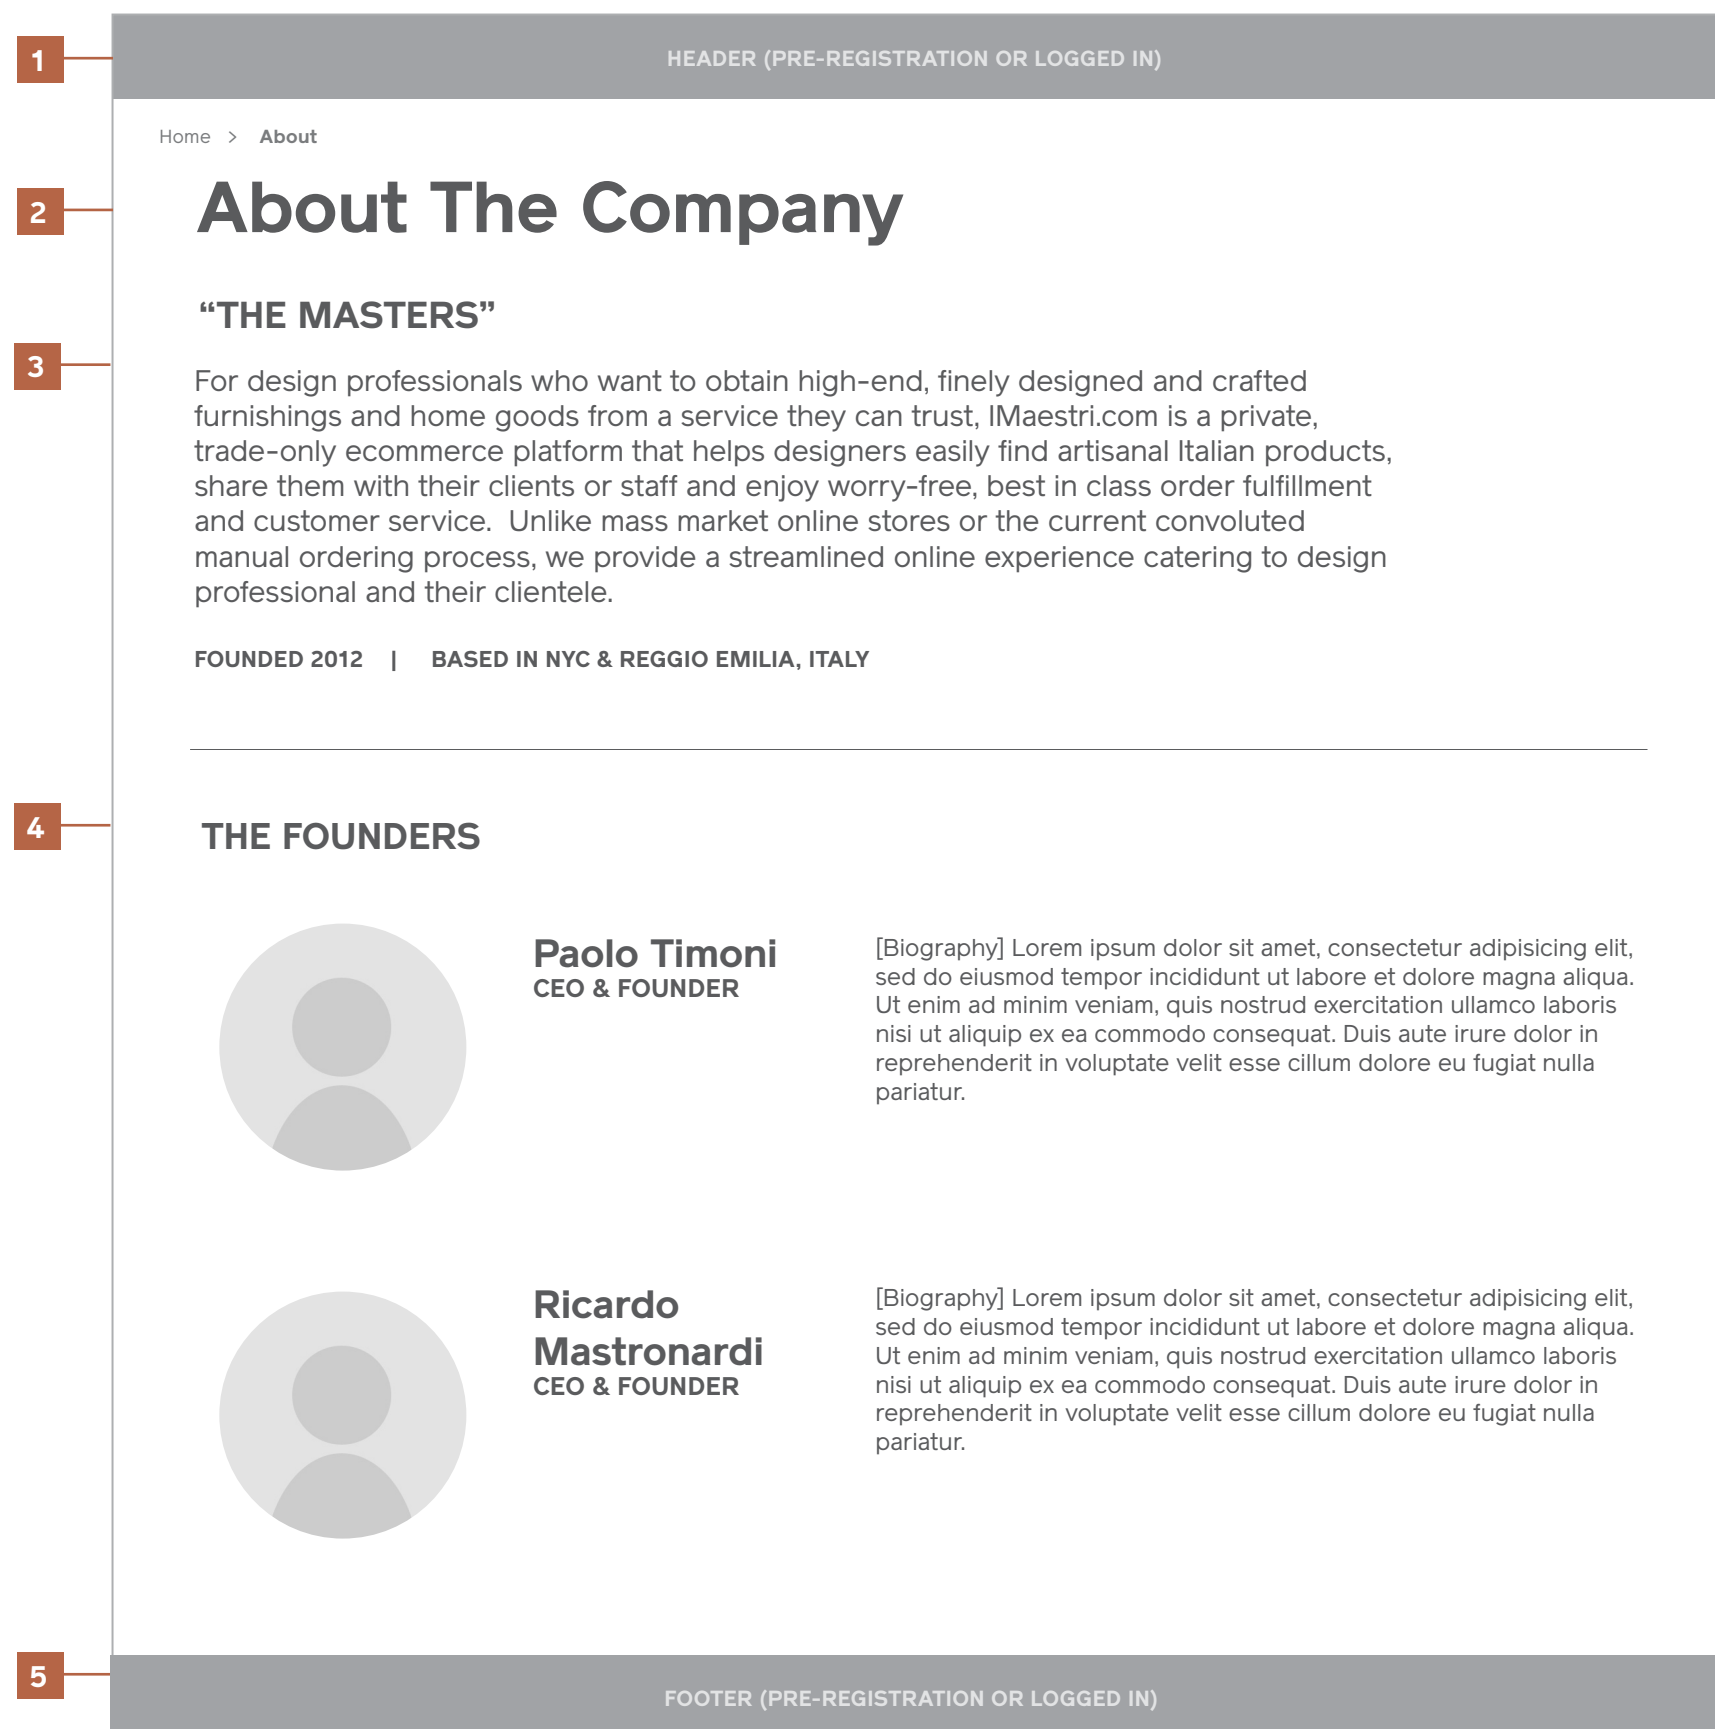 1
HEADER (PRE-REGISTRATION OR LOGGED IN)
Home > About
2
About The Company
“THE MASTERS”
3
For design professionals who want to obtain high-end, finely designed and crafted
furnishings and home goods from a service they can trust, IMaestri.com is a private,
trade-only ecommerce platform that helps designers easily find artisanal Italian products,
share them with their clients or staff and enjoy worry-free, best in class order fulfillment
and customer service.  Unlike mass market online stores or the current convoluted
manual ordering process, we provide a streamlined online experience catering to design
professional and their clientele.
FOUNDED 2012 | BASED IN NYC & REGGIO EMILIA, ITALY
4
THE FOUNDERS
Paolo Timoni
CEO & FOUNDER
[Biography] Lorem ipsum dolor sit amet, consectetur adipisicing elit,
sed do eiusmod tempor incididunt ut labore et dolore magna aliqua.
Ut enim ad minim veniam, quis nostrud exercitation ullamco laboris
nisi ut aliquip ex ea commodo consequat. Duis aute irure dolor in
reprehenderit in voluptate velit esse cillum dolore eu fugiat nulla
pariatur.
Ricardo
Mastronardi
CEO & FOUNDER
[Biography] Lorem ipsum dolor sit amet, consectetur adipisicing elit,
sed do eiusmod tempor incididunt ut labore et dolore magna aliqua.
Ut enim ad minim veniam, quis nostrud exercitation ullamco laboris
nisi ut aliquip ex ea commodo consequat. Duis aute irure dolor in
reprehenderit in voluptate velit esse cillum dolore eu fugiat nulla
pariatur.
5
FOOTER (PRE-REGISTRATION OR LOGGED IN)